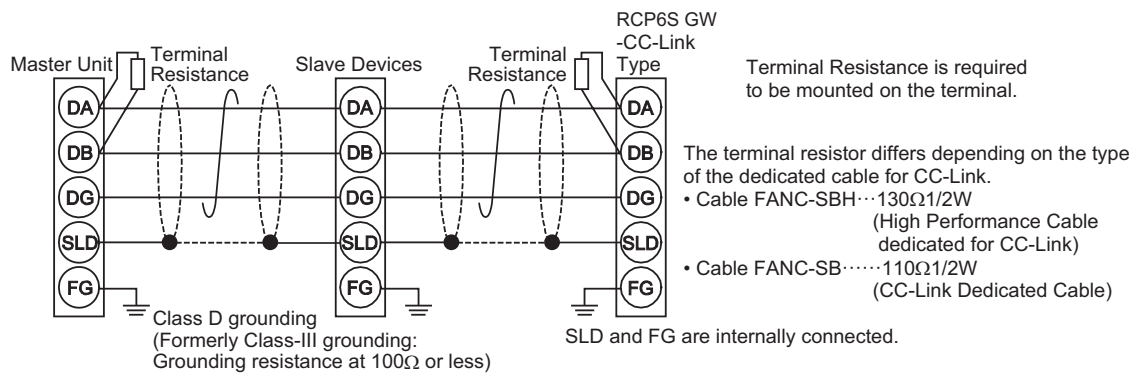 RCP6S GW
-CC-Link
Type
Master Unit
Terminal
Resistance
Slave Devices
Terminal
Resistance
Terminal Resistance is required
to be mounted on the terminal.
DA
DB
DG
SLD
FG
DA
DB
DG
SLD
FG
DA
DB
DG
SLD
FG
The terminal resistor differs depending on the type
of the dedicated cable for CC-Link.
• Cable FANC-SBH···130Ω1/2W
(High Performance Cable
dedicated for CC-Link)
• Cable FANC-SB······110Ω1/2W
(CC-Link Dedicated Cable)
Class D grounding
(Formerly Class-III grounding:
Grounding resistance at 100Ω or less)
SLD and FG are internally connected.